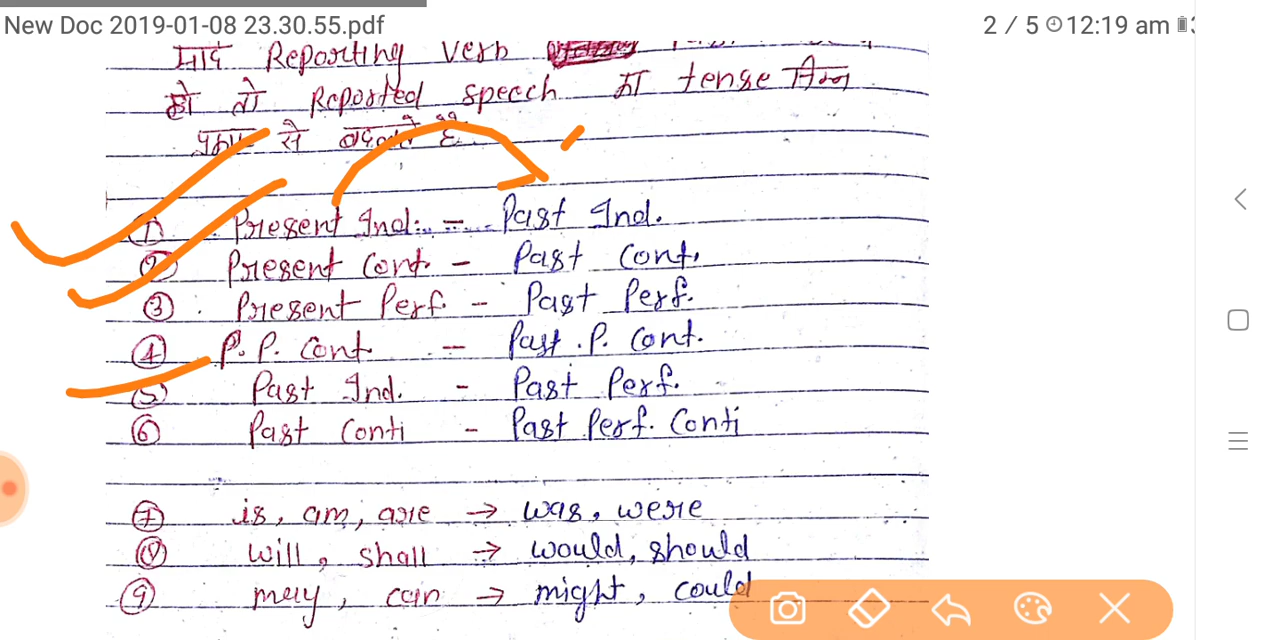 New Doc 2019-01-08 23.30.55.pdf
2 / 5 12:19 am
Reporting verb
हो तो Reported speech का tense निम्न
प्रकार से बदलते हैं
① Present Ind. - Past Ind.
② Present Cont. - Past Cont.
③ Present Perf. - Past Perf.
④ P.P. Cont. - Past.P. Cont.
⑤ Past Ind. - Past Perf.
⑥ Past Conti - Past Perf. Conti
⑦ is, am, are → was, were
⑧ will, shall → would, should
⑨ may, can → might, could